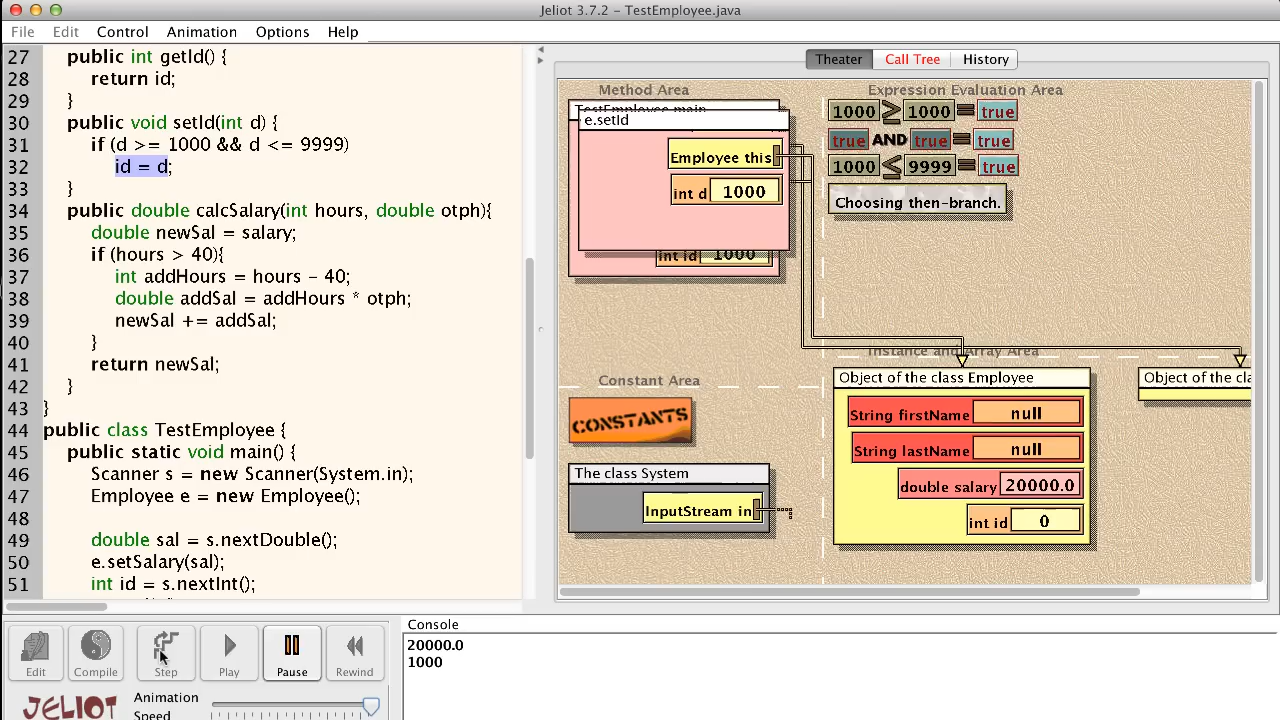 Jeliot 3.7.2 – TestEmployee.java
File Edit Control Animation Options Help
27 public int getId() {
28 return id;
29 }
30 public void setId(int d) {
31 if (d >= 1000 && d <= 9999)
32 id = d;
33 }
34 public double calcSalary(int hours, double otph){
35 double newSal = salary;
36 if (hours > 40){
37 int addHours = hours - 40;
38 double addSal = addHours * otph;
39 newSal += addSal;
40 }
41 return newSal;
42 }
43 }
44 public class TestEmployee {
45 public static void main() {
46 Scanner s = new Scanner(System.in);
47 Employee e = new Employee();
48
49 double sal = s.nextDouble();
50 e.setSalary(sal);
51 int id = s.nextInt();
Theater Call Tree History
Method Area
TestEmployee.main
e.setId
Employee this
int d 1000
int id 1000
Expression Evaluation Area
1000 ≥ 1000 = true
true AND true = true
1000 ≤ 9999 = true
Choosing then-branch.
Constant Area
CONSTANTS
The class System
InputStream in
Instance and Array Area
Object of the class Employee
String firstName null
String lastName null
double salary 20000.0
int id 0
Object of the cla
Edit Compile Step Play Pause Rewind
JELIOT
Animation
Speed
Console
20000.0
1000